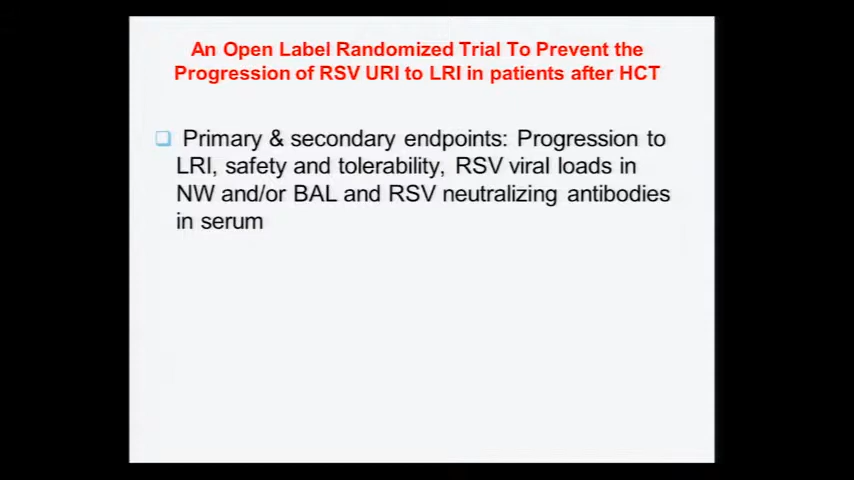 An Open Label Randomized Trial To Prevent the
Progression of RSV URI to LRI in patients after HCT
Primary & secondary endpoints: Progression to
LRI, safety and tolerability, RSV viral loads in
NW and/or BAL and RSV neutralizing antibodies
in serum